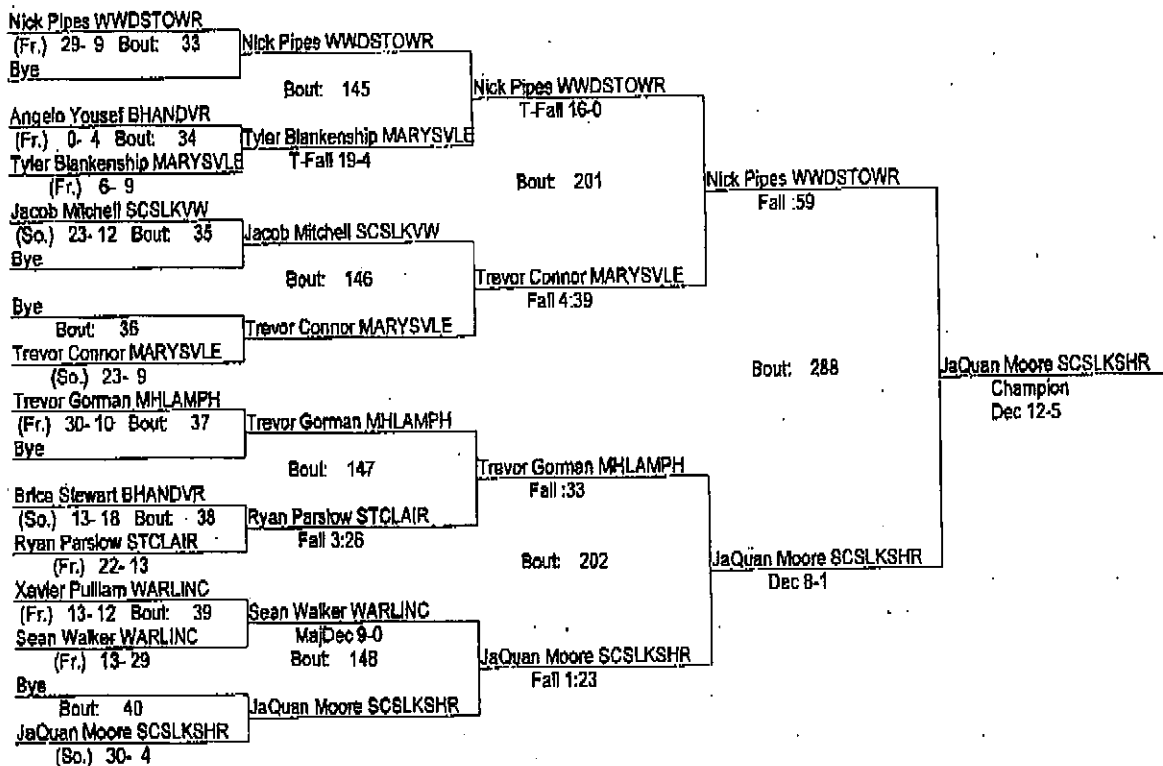 Nick Pipes WWDSTOWR
(Fr.) 29- 9 Bout: 33
Bye
Angelo Yousef BHANDVR
(Fr.) 0- 4 Bout: 34
Tyler Blankenship MARYSVLE
(Fr.) 6- 9
Jacob Mitchell SCSLKVW
(So.) 23- 12 Bout: 35
Bye
Bye
Bout: 36
Trevor Connor MARYSVLE
(So.) 23- 9
Trevor Gorman MHLAMPH
(Fr.) 30- 10 Bout: 37
Bye
Brice Stewart BHANDVR
(So.) 13- 18 Bout: 38
Ryan Parslow STCLAIR
(Fr.) 22- 13
Xavier Pulliam WARLINC
(Fr.) 13- 12 Bout: 39
Sean Walker WARLINC
(Fr.) 13- 29
Bye
Bout: 40
JaQuan Moore SCSLKSHR
(So.) 30- 4
Nick Pipes WWDSTOWR
Bout: 145
Tyler Blankenship MARYSVLE
T-Fall 19-4
Jacob Mitchell SCSLKVW
Bout: 146
Trevor Connor MARYSVLE
Trevor Gorman MHLAMPH
Bout: 147
Ryan Parslow STCLAIR
Fall 3:26
Sean Walker WARLINC
MajDec 9-0
Bout: 148
JaQuan Moore SCSLKSHR
Nick Pipes WWDSTOWR
T-Fall 16-0
Bout: 201
Trevor Connor MARYSVLE
Fall 4:39
Trevor Gorman MHLAMPH
Fall :33
Bout: 202
JaQuan Moore SCSLKSHR
Fall 1:23
Nick Pipes WWDSTOWR
Fall :59
Bout: 288
JaQuan Moore SCSLKSHR
Dec 8-1
JaQuan Moore SCSLKSHR
Champion
Dec 12-5